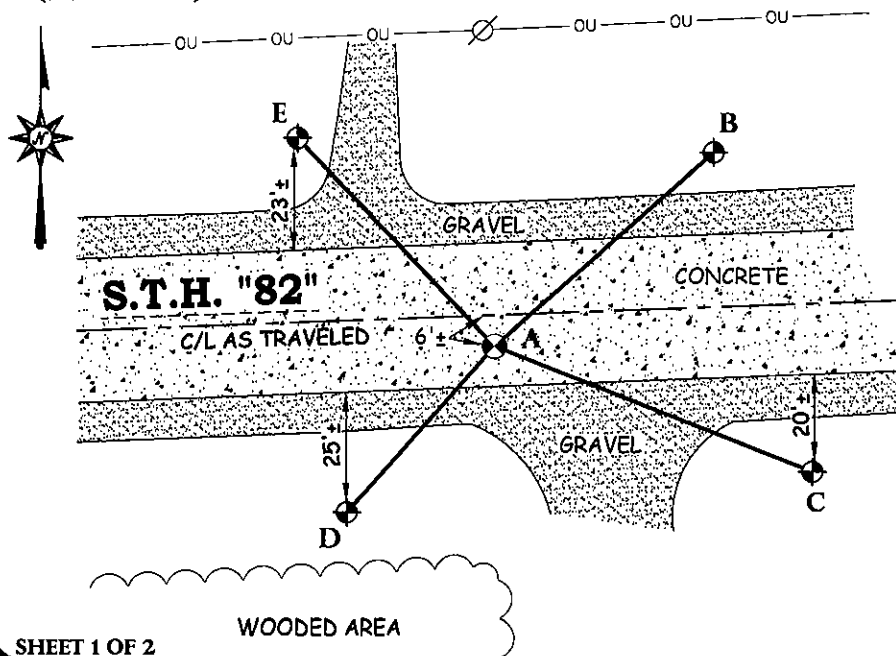 OU OU OU OU OU OU
N
E
B
23'±
GRAVEL
CONCRETE
S.T.H. "82"
C/L AS TRAVELED
6'±
A
25'±
GRAVEL
20'±
C
D
WOODED AREA
SHEET 1 OF 2